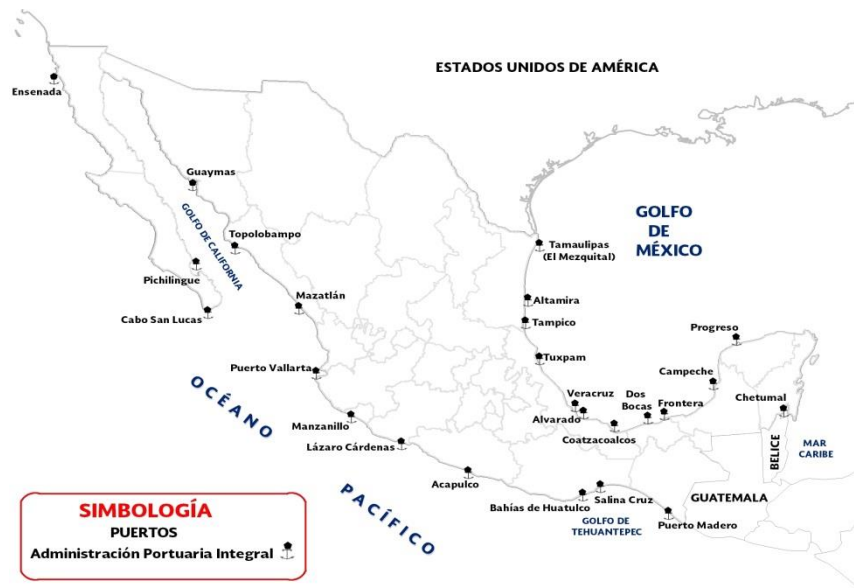 ESTADOS UNIDOS DE AMÉRICA
Ensenada
Guaymas
GOLFO DE CALIFORNIA
Topolobampo
Pichilingue
Cabo San Lucas
Mazatlán
Puerto Vallarta
Manzanillo
Lázaro Cárdenas
Acapulco
Bahías de Huatulco
Salina Cruz
Puerto Madero
GOLFO DE
TEHUANTEPEC
OCÉANO
PACÍFICO
GOLFO
DE
MÉXICO
Tamaulipas
(El Mezquital)
Altamira
Tampico
Tuxpam
Veracruz
Alvarado
Coatzacoalcos
Dos
Bocas
Frontera
Campeche
Progreso
Chetumal
BELICE
MAR
CARIBE
GUATEMALA
SIMBOLOGÍA
PUERTOS
Administración Portuaria Integral